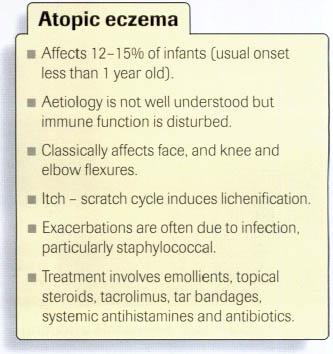 Atopic eczema
■ Affects 12–15% of infants (usual onset
less than 1 year old).
■ Aetiology is not well understood but
immune function is disturbed.
■ Classically affects face, and knee and
elbow flexures.
■ Itch – scratch cycle induces lichenification.
■ Exacerbations are often due to infection,
particularly staphylococcal.
■ Treatment involves emollients, topical
steroids, tacrolimus, tar bandages,
systemic antihistamines and antibiotics.